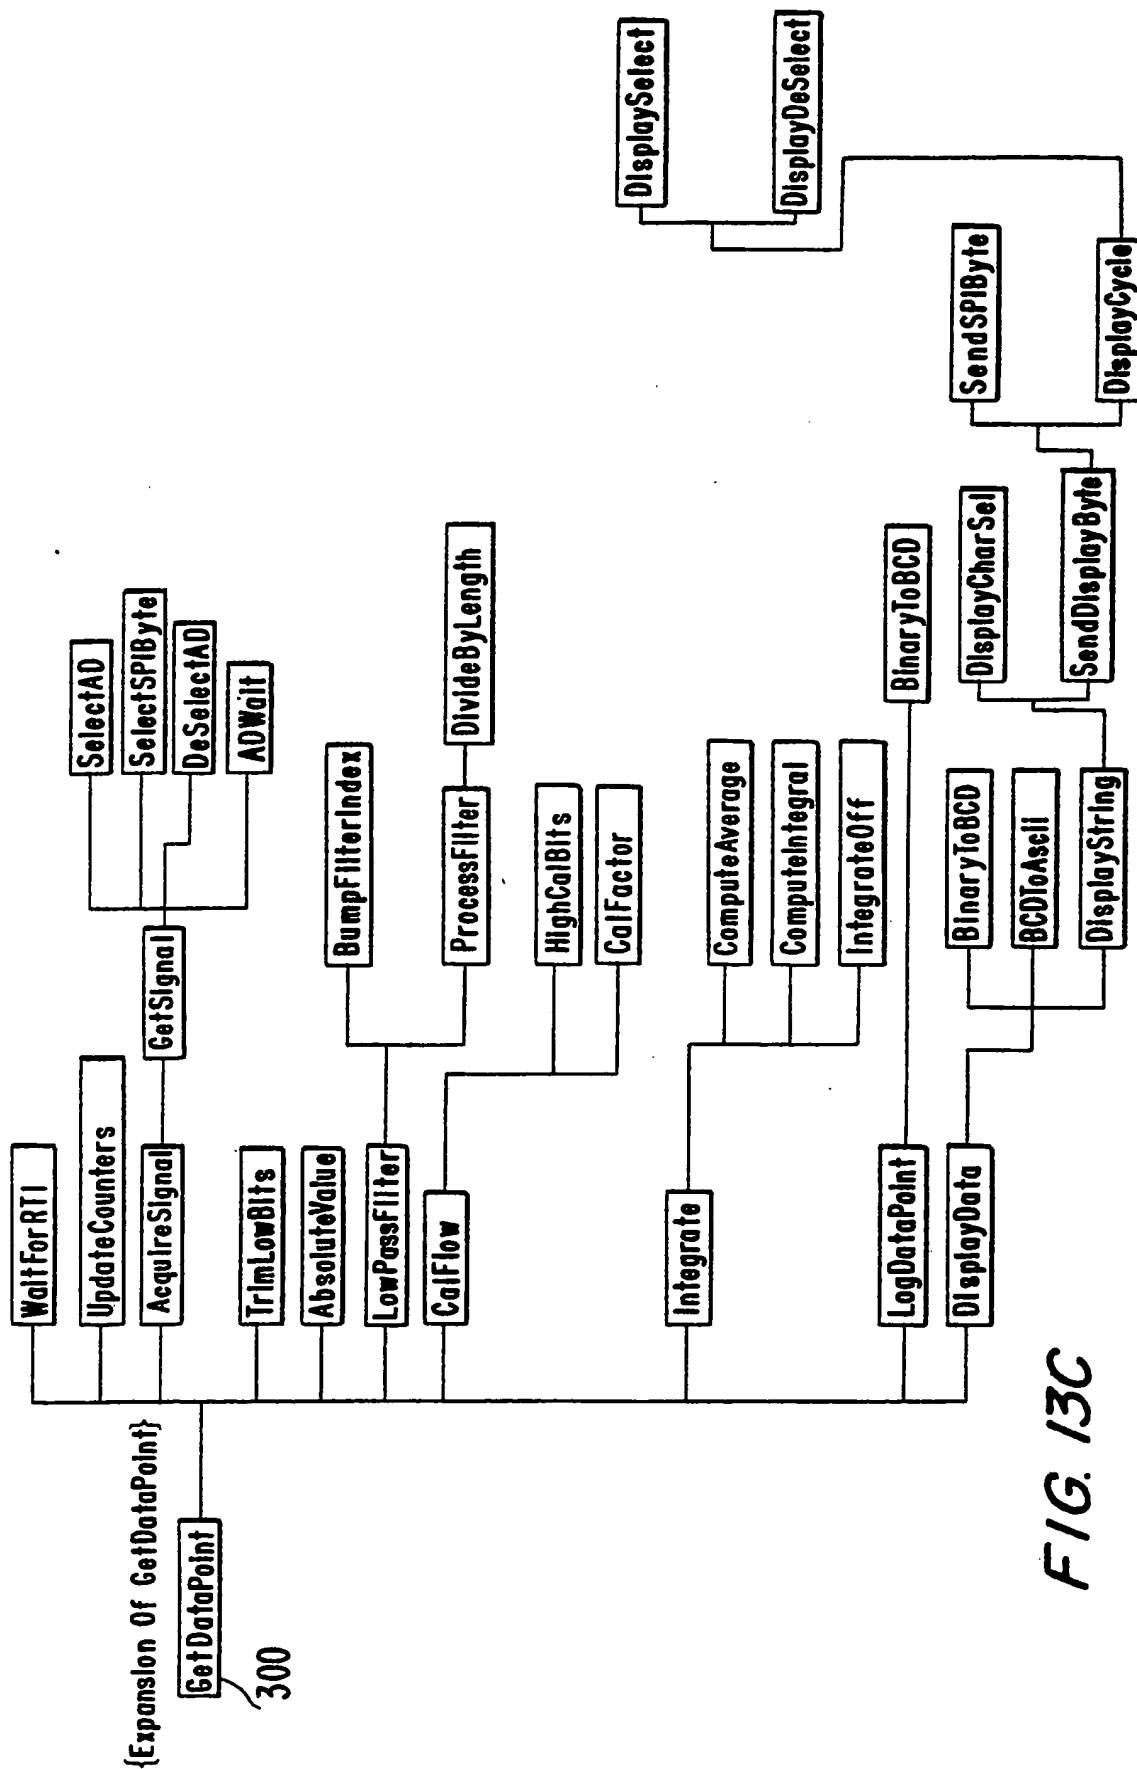 {Expansion Of GetDataPoint}
GetDataPoint
300
WaitForRTI
UpdateCounters
AcquireSignal
GetSignal
SelectAD
SelectSPIByte
DeSelectAD
ADWait
TrimLowBits
AbsoluteValue
LowPassFilter
BumpFilterIndex
ProcessFilter
DivideByLength
CalFlow
HighCalBits
CalFactor
Integrate
ComputeAverage
ComputeIntegral
IntegrateOff
LogDataPoint
BinaryToBCD
DisplayData
BinaryToBCD
BCDToAscii
DisplayString
DisplayCharSel
SendDisplayByte
SendSPIByte
DisplayCycle
DisplaySelect
DisplayDeSelect
FIG. 13C